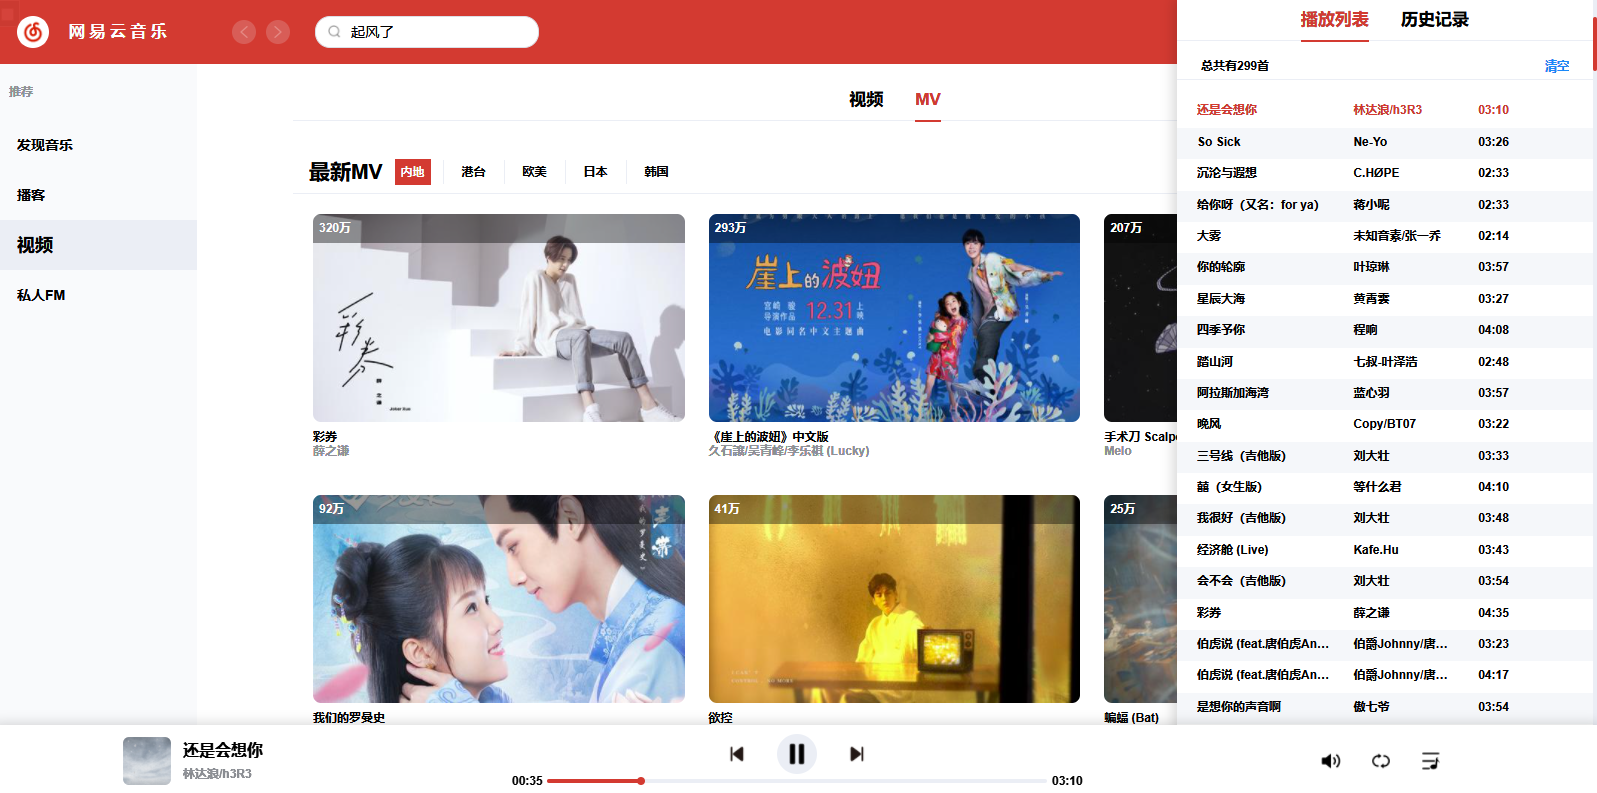 网易云音乐
起风了
播放列表 历史记录
总共有299首 清空
推荐
发现音乐
播客
视频
私人FM
视频 MV
最新MV 内地 港台 欧美 日本 韩国
320万
彩券
薛之谦
Joker Xue
彩券
薛之谦
293万
崖上的波妞
宫崎 骏
导演作品
12.31上映
电影同名中文主题曲
《崖上的波妞》中文版
久石譲/吴青峰/李乐祺 (Lucky)
207万
手术刀 Scalpe
Melo
92万
我们的罗曼史
41万
欲控
25万
蝙蝠 (Bat)
还是会想你 林达浪/h3R3 03:10
So Sick Ne-Yo 03:26
沉沦与遐想 C.HØPE 02:33
给你呀（又名：for ya) 蒋小呢 02:33
大雾 未知音素/张一乔 02:14
你的轮廓 叶琼琳 03:57
星辰大海 黄霄雲 03:27
四季予你 程响 04:08
踏山河 七叔-叶泽浩 02:48
阿拉斯加海湾 蓝心羽 03:57
晚风 Copy/BT07 03:22
三号线（吉他版） 刘大壮 03:33
囍（女生版） 等什么君 04:10
我很好（吉他版） 刘大壮 03:48
经济舱 (Live) Kafe.Hu 03:43
会不会（吉他版） 刘大壮 03:54
彩券 薛之谦 04:35
伯虎说 (feat.唐伯虎An... 伯爵Johnny/唐... 03:23
伯虎说 (feat.唐伯虎An... 伯爵Johnny/唐... 04:17
是想你的声音啊 傲七爷 03:54
还是会想你
林达浪/h3R3
00:35 03:10